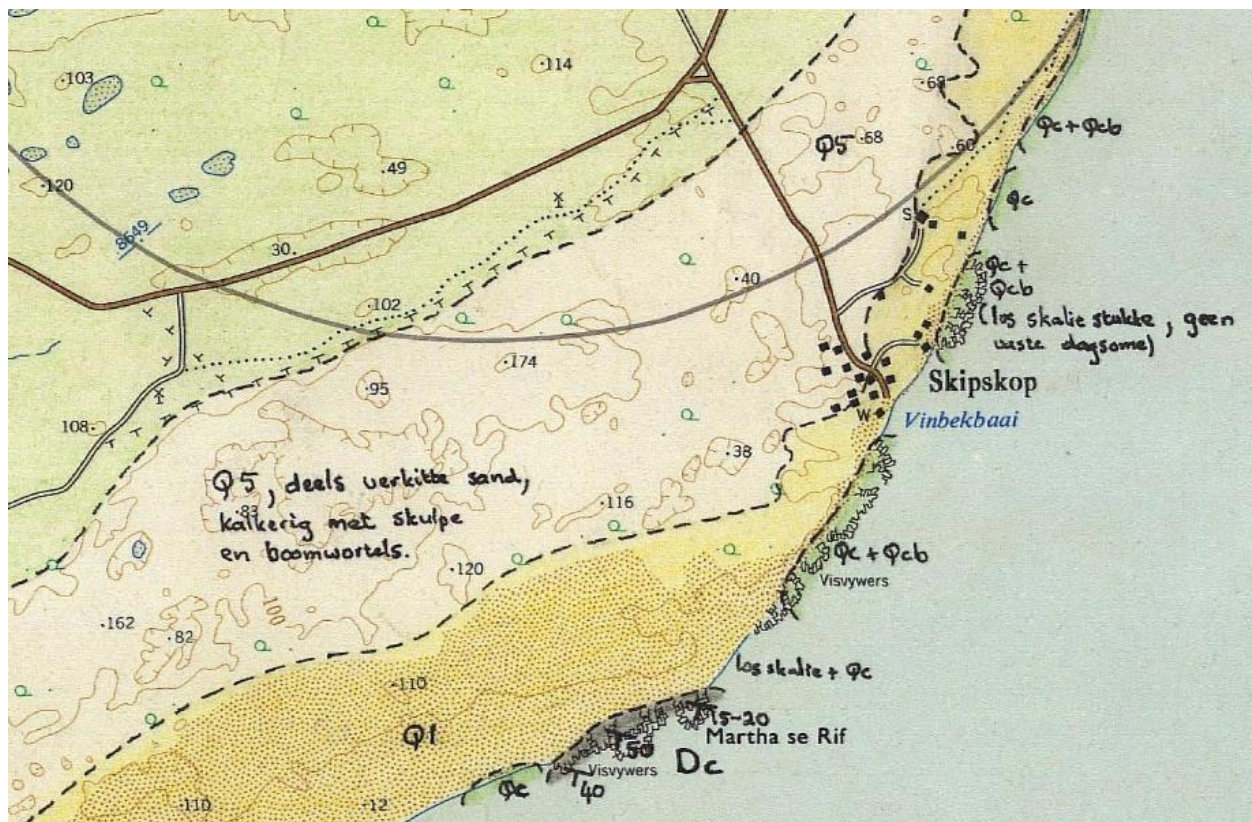 ·114
·103
·68
Qc + Qcb
Q5 ·68
·60
·49
·120
Qc
S
8649
30.
Qc +
Qcb
·40
·102
(los skalie stukke, geen
vaste dagsome)
·174
Skipskop
·95
W
Vinbekbaai
108·
·38
Q5, deels verkitte sand,
·83
kalkerig met skulpe
en boomwortels.
·116
Qc + Qcb
·120
Visvywers
100
·162
·82
los skalie + Qc
·110
15-20
Q1
Martha se Rif
50
Dc
Visvywers
Qc
40
·110
·12